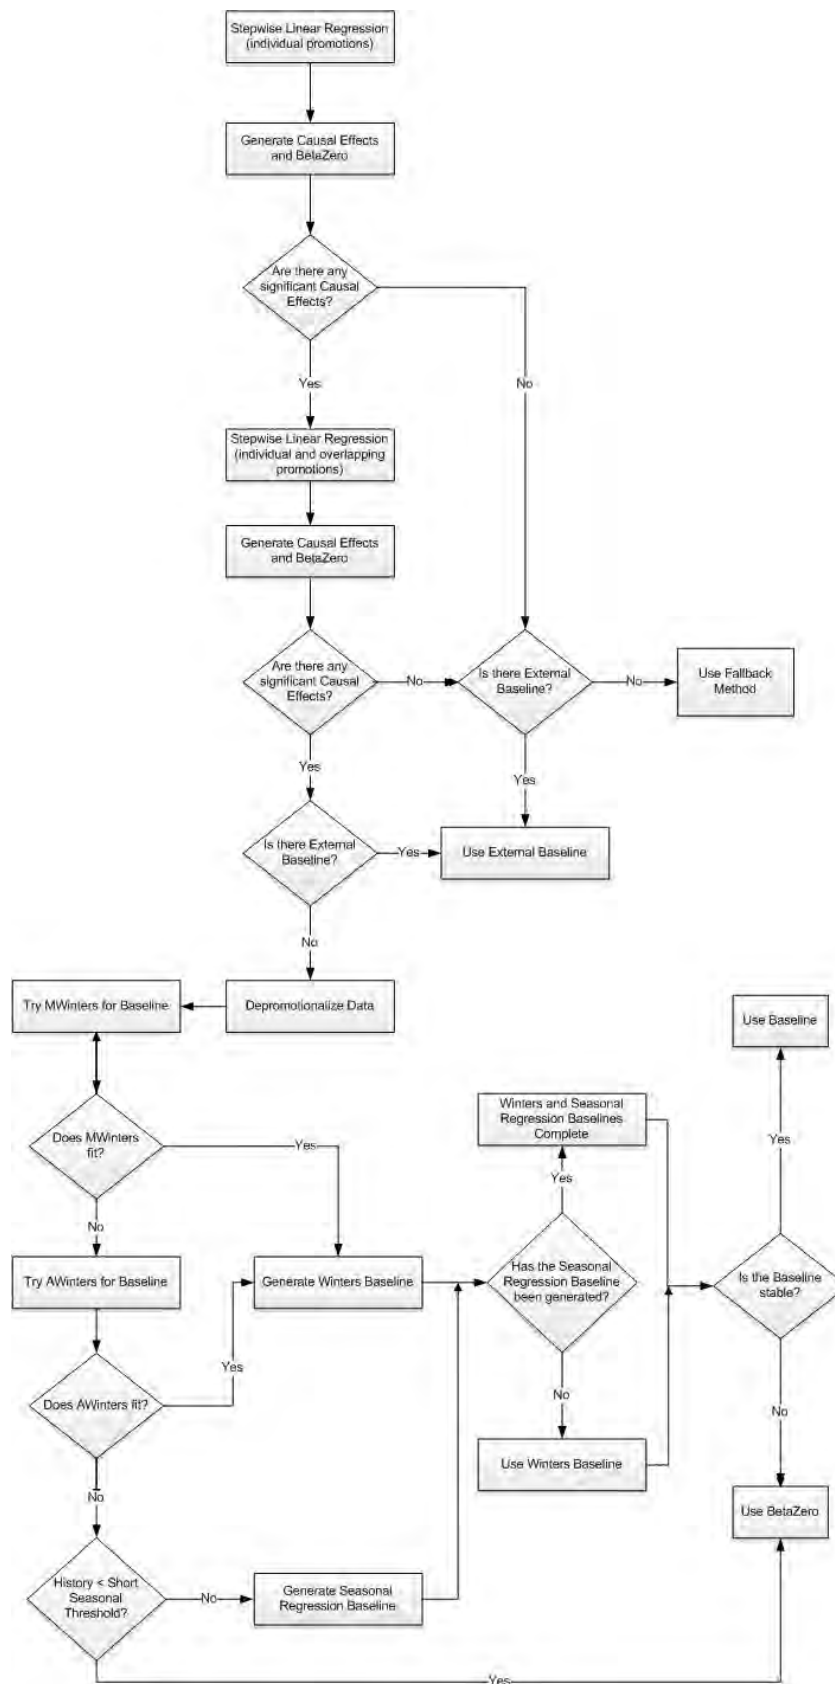 Stepwise Linear Regression
(individual promotions)
Generate Causal Effects
and BetaZero
Are there any
significant Causal
Effects?
Yes
No
Stepwise Linear Regression
(individual and overlapping
promotions)
Generate Causal Effects
and BetaZero
Are there any
significant Causal
Effects?
No
Is there External
Baseline?
No
Use Fallback
Method
Yes
Yes
Is there External
Baseline?
Yes
Use External Baseline
No
Try MWinters for Baseline
Depromotionalize Data
Use Baseline
Does MWinters
fit?
Yes
Winters and Seasonal
Regression Baselines
Complete
Yes
Yes
No
Try AWinters for Baseline
Generate Winters Baseline
Has the Seasonal
Regression Baseline
been generated?
Is the Baseline
stable?
Yes
Does AWinters fit?
No
No
Use Winters Baseline
No
Use BetaZero
History < Short
Seasonal
Threshold?
No
Generate Seasonal
Regression Baseline
Yes